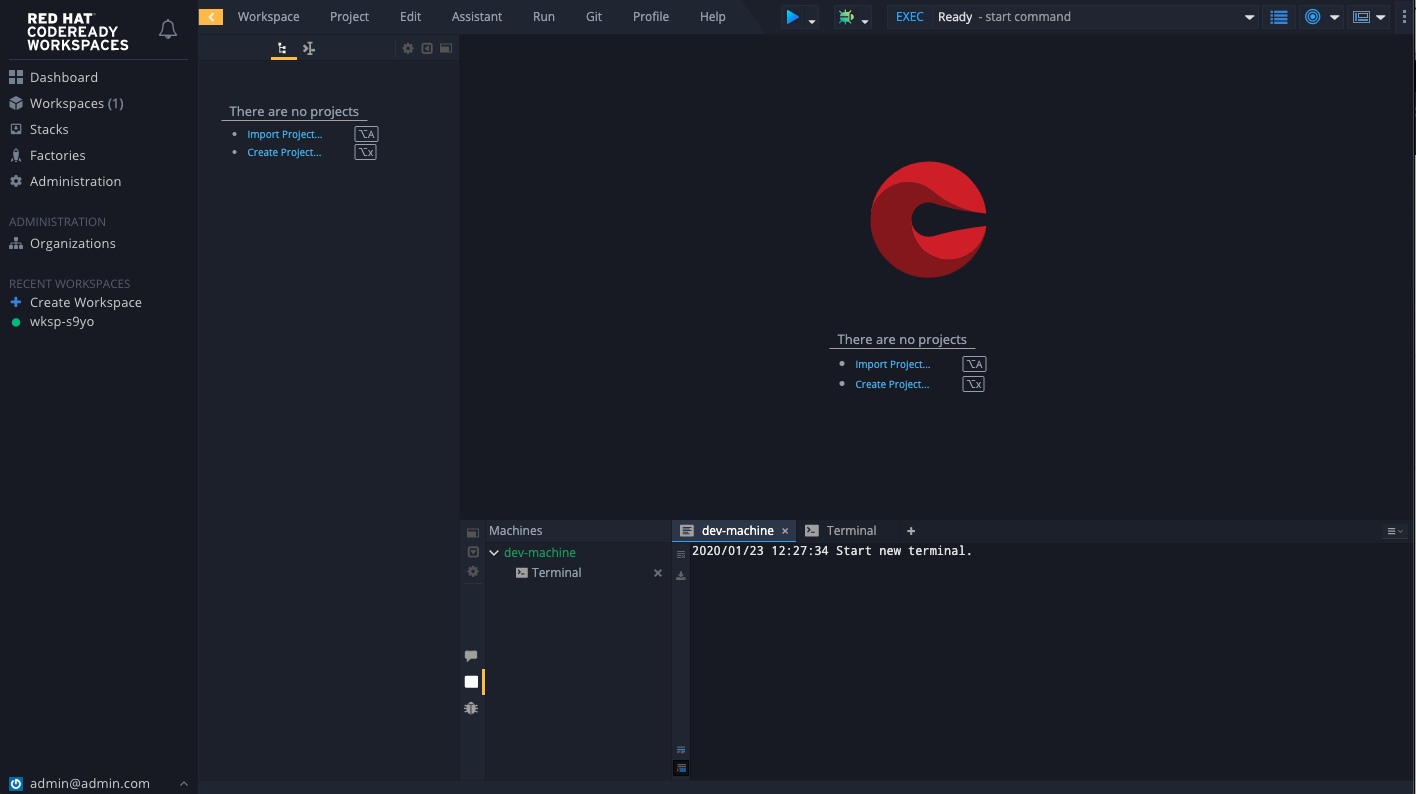 RED HAT
CODEREADY
WORKSPACES
Dashboard
Workspaces (1)
Stacks
Factories
Administration
ADMINISTRATION
Organizations
RECENT WORKSPACES
Create Workspace
wksp-s9yo
admin@admin.com
Workspace Project Edit Assistant Run Git Profile Help
EXEC Ready - start command
There are no projects
Import Project... ⌥A
Create Project... ⌥x
There are no projects
Import Project... ⌥A
Create Project... ⌥x
Machines
dev-machine
Terminal
dev-machine × Terminal +
2020/01/23 12:27:34 Start new terminal.